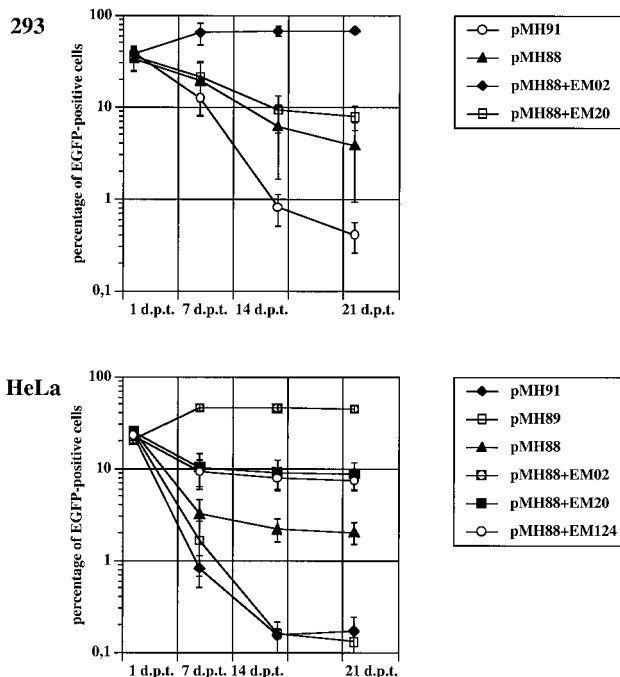 293
percentage of EGFP-positive cells
100
10
1
0,1
1 d.p.t. 7 d.p.t. 14 d.p.t. 21 d.p.t.
pMH91
pMH88
pMH88+EM02
pMH88+EM20
HeLa
percentage of EGFP-positive cells
100
10
1
0,1
1 d.p.t. 7 d.p.t. 14 d.p.t. 21 d.p.t.
pMH91
pMH89
pMH88
pMH88+EM02
pMH88+EM20
pMH88+EM124